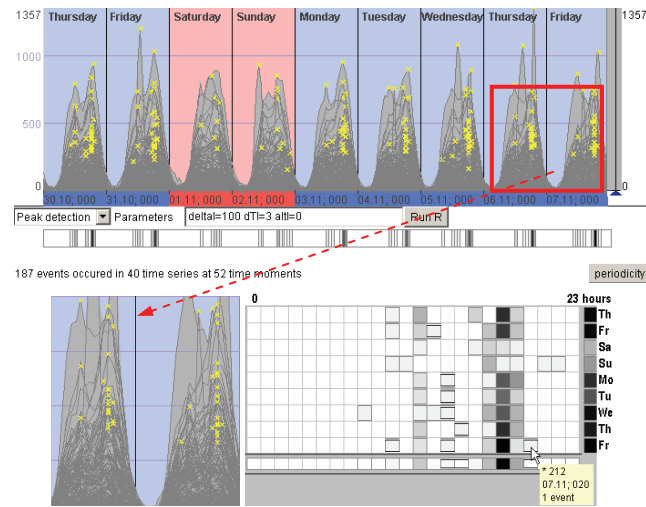 1357 Thursday Friday Saturday Sunday Monday Tuesday Wednesday Thursday Friday 1357
1000
500
0 0
30.10; 000 31.10; 000 01.11; 000 02.11; 000 03.11; 000 04.11; 000 05.11; 000 06.11; 000 07.11; 000
Peak detection Parameters deltaI=100 dTI=3 altI=0 Run R
187 events occured in 40 time series at 52 time moments periodicity
0 23 hours
Th
Fr
Sa
Su
Mo
Tu
We
Th
Fr
* 212
07.11; 020
1 event